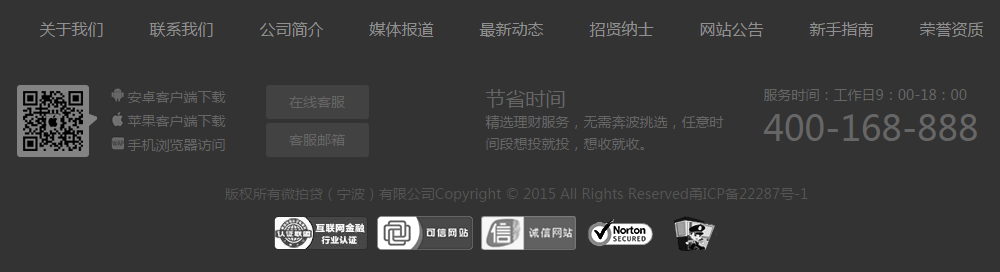 关于我们 联系我们 公司简介 媒体报道 最新动态 招贤纳士 网站公告 新手指南 荣誉资质
安卓客户端下载
苹果客户端下载
手机浏览器访问
在线客服
客服邮箱
节省时间
精选理财服务，无需奔波挑选，任意时
间段想投就投，想收就收。
服务时间：工作日9：00-18：00
400-168-888
版权所有微拍贷（宁波）有限公司Copyright © 2015 All Rights Reserved甬ICP备22287号-1
认证联盟 互联网金融
行业认证
可信网站
信 诚信网站
Norton
SECURED